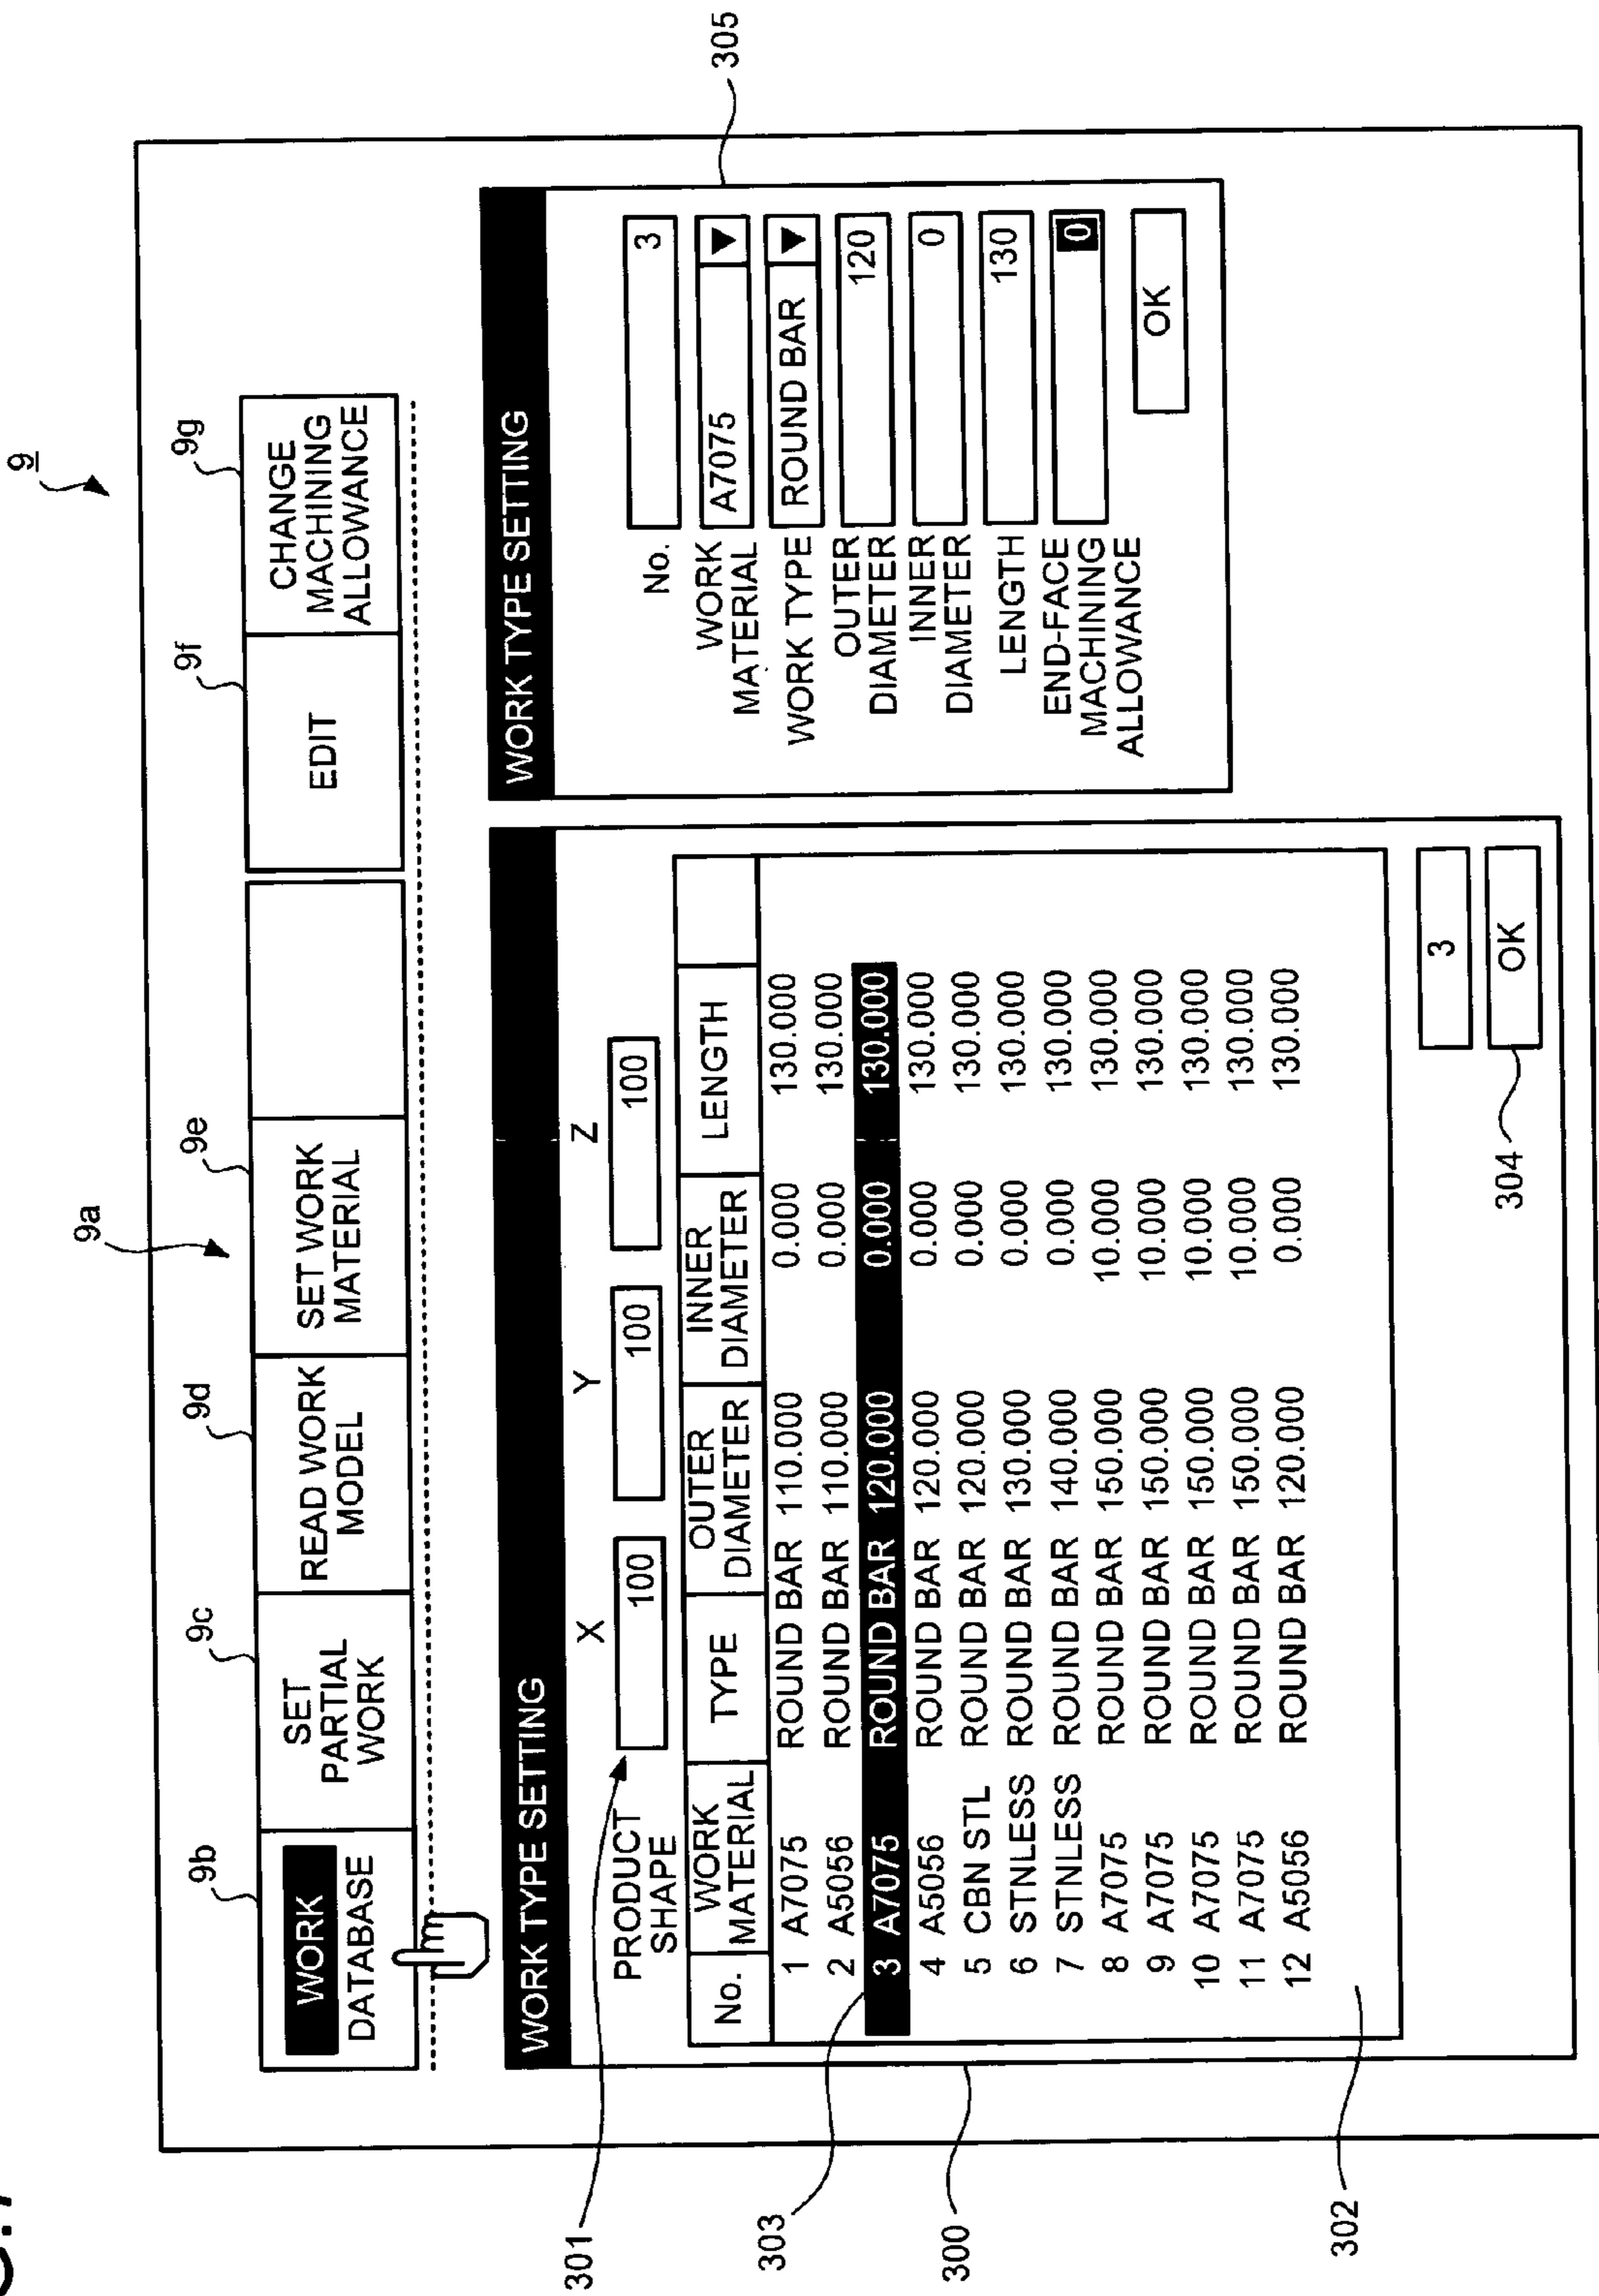 9
9a
9b
9c
9d
9e
9f
9g
WORK
DATABASE
SET
PARTIAL
WORK
READ WORK
MODEL
SET WORK
MATERIAL
EDIT
CHANGE
MACHINING
ALLOWANCE
WORK TYPE SETTING
X Y Z
PRODUCT
SHAPE
100 100 100
No. WORK MATERIAL TYPE OUTER DIAMETER INNER DIAMETER LENGTH
1 A7075 ROUND BAR 110.000 0.000 130.000
2 A5056 ROUND BAR 110.000 0.000 130.000
3 A7075 ROUND BAR 120.000 0.000 130.000
4 A5056 ROUND BAR 120.000 0.000 130.000
5 CBN STL ROUND BAR 120.000 0.000 130.000
6 STNLESS ROUND BAR 130.000 0.000 130.000
7 STNLESS ROUND BAR 140.000 0.000 130.000
8 A7075 ROUND BAR 150.000 10.000 130.000
9 A7075 ROUND BAR 150.000 10.000 130.000
10 A7075 ROUND BAR 150.000 10.000 130.000
11 A7075 ROUND BAR 150.000 10.000 130.000
12 A5056 ROUND BAR 120.000 0.000 130.000
3
OK
WORK TYPE SETTING
No. 3
WORK
MATERIAL
A7075 ▼
WORK TYPE ROUND BAR ▼
OUTER
DIAMETER
120
INNER
DIAMETER
0
LENGTH 130
END-FACE
MACHINING
ALLOWANCE
0
OK
301
303
300
302
304
305